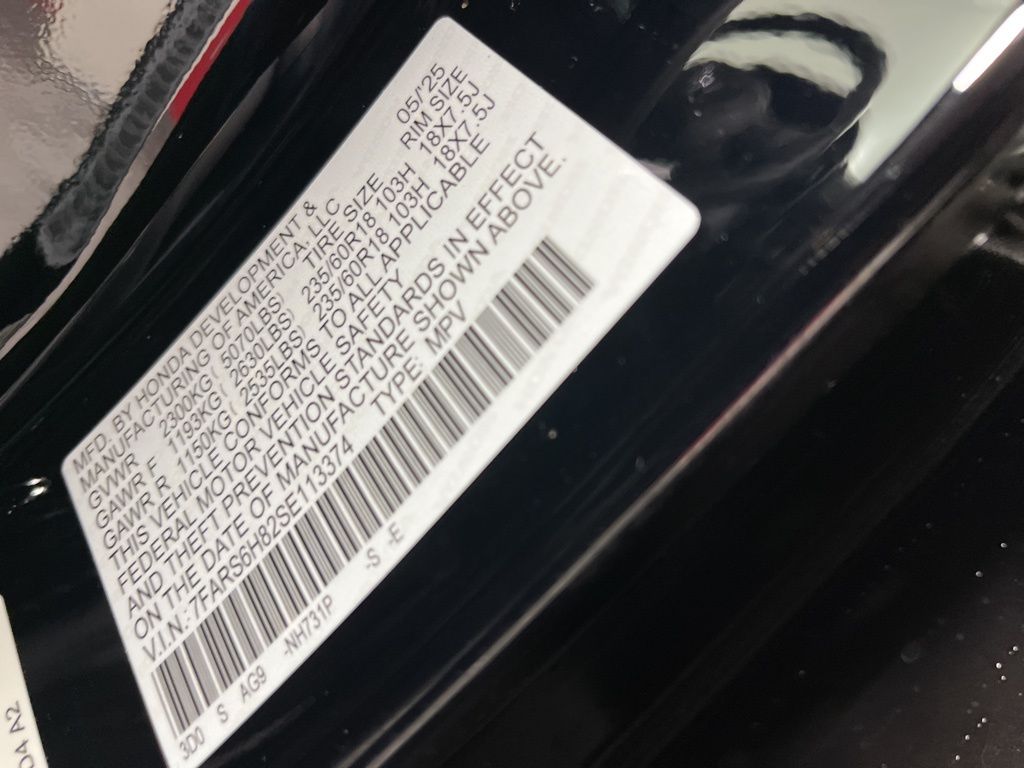 MFD. BY HONDA DEVELOPMENT & 05/'25
MANUFACTURING OF AMERICA, LLC
GVWR 2300KG ( 5070LBS) TIRE SIZE RIM SIZE
GAWR F 1193KG ( 2630LBS) 235/60R18 103H 18X7.5J
GAWR R 1150KG ( 2535LBS) 235/60R18 103H 18X7.5J
THIS VEHICLE CONFORMS TO ALL APPLICABLE
FEDERAL MOTOR VEHICLE SAFETY
AND THEFT PREVENTION STANDARDS IN EFFECT
ON THE DATE OF MANUFACTURE SHOWN ABOVE.
V.I.N.: 7FARS6H82SE113374 TYPE: MPV
3D0 S AG9 -NH731P -S -E
04 A2